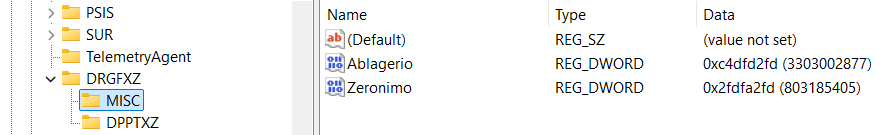 PSIS
SUR
TelemetryAgent
DRGFXZ
MISC
DPPTXZ
Name Type Data
(Default) REG_SZ (value not set)
Ablagerio REG_DWORD 0xc4dfd2fd (3303002877)
Zeronimo REG_DWORD 0x2fdfa2fd (803185405)